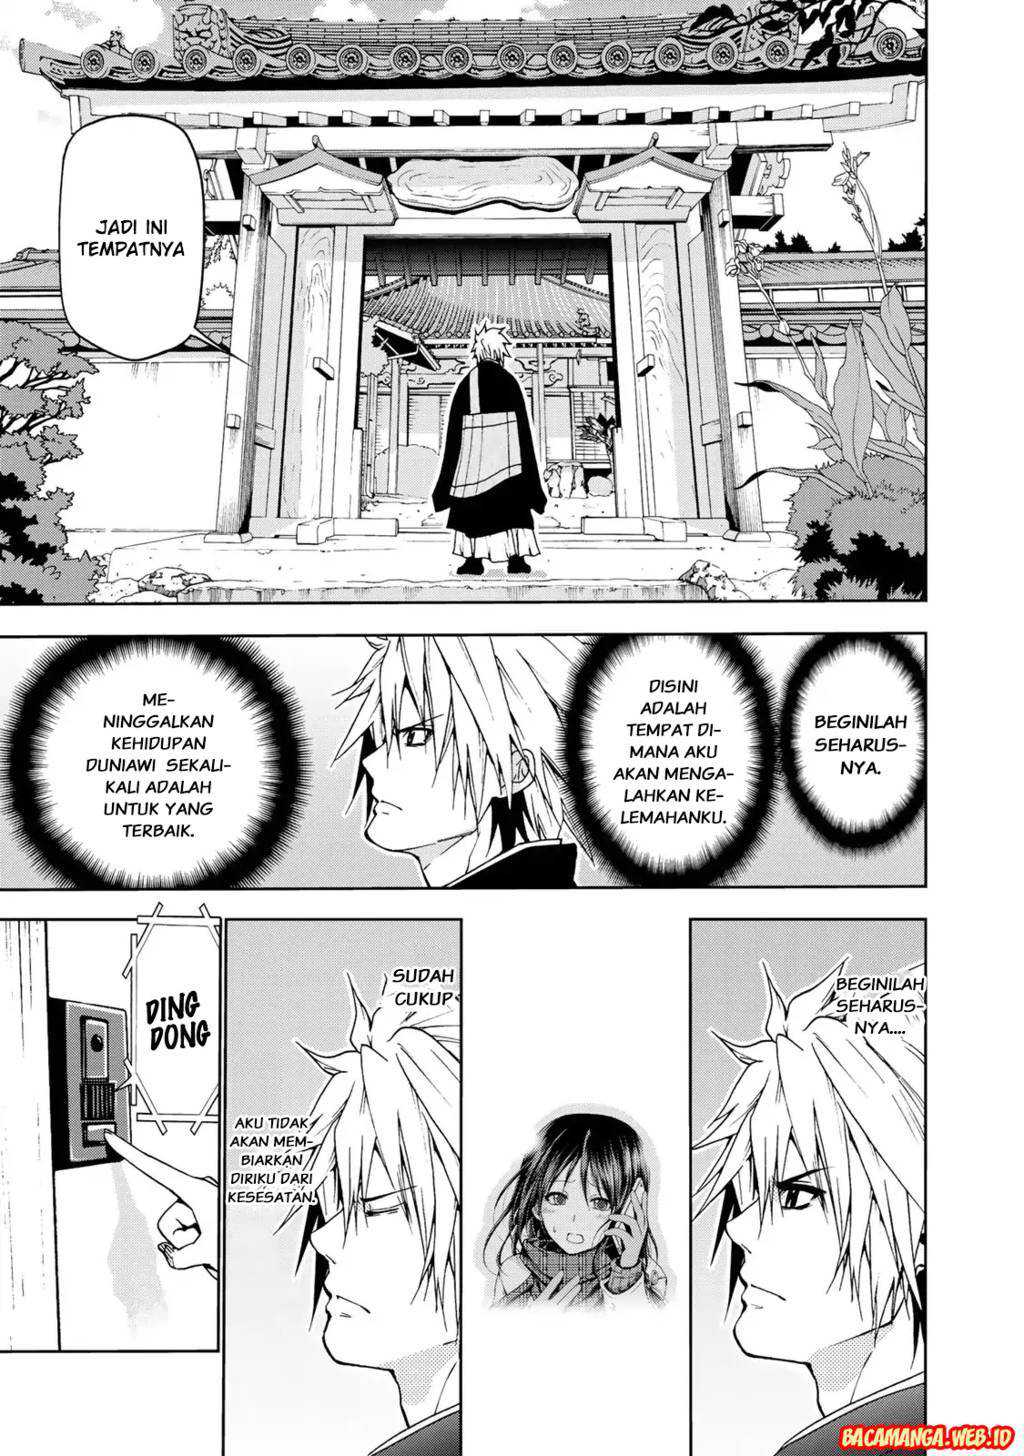 JADI INI
TEMPATNYA
BEGINILAH
SEHARUS-
NYA.
DISINI
ADALAH
TEMPAT DI-
MANA AKU
AKAN MENGA-
LAHKAN KE-
LEMAHANKU.
ME-
NINGGALKAN
KEHIDUPAN
DUNIAWI SEKALI-
KALI ADALAH
UNTUK YANG
TERBAIK.
BEGINILAH
SEHARUS-
NYA....
SUDAH
CUKUP
AKU TIDAK
AKAN MEM-
BIARKAN
DIRIKU DARI
KESESATAN.
DING
DONG
BACAMANGA.WEB.ID